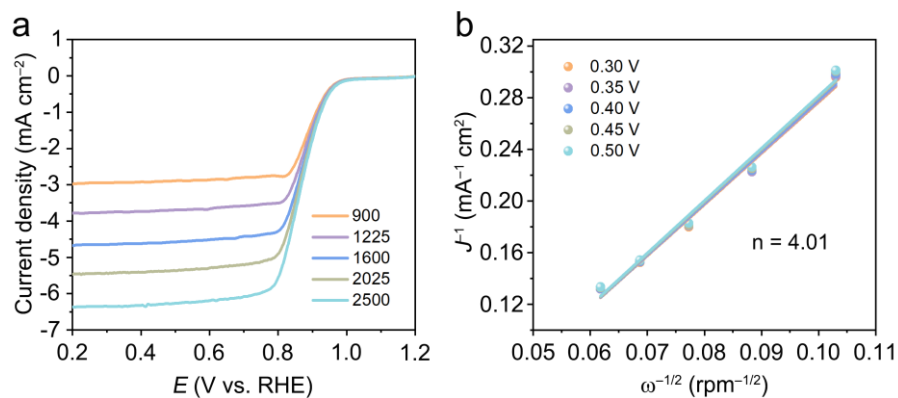 a
Current density (mA cm⁻²)
1
0
-1
-2
-3
-4
-5
-6
-7
900
1225
1600
2025
2500
0.2 0.4 0.6 0.8 1.0 1.2
E (V vs. RHE)
b
J⁻¹ (mA⁻¹ cm²)
0.32
0.28
0.24
0.20
0.16
0.12
0.30 V
0.35 V
0.40 V
0.45 V
0.50 V
n = 4.01
0.05 0.06 0.07 0.08 0.09 0.10 0.11
ω⁻¹/² (rpm⁻¹/²)